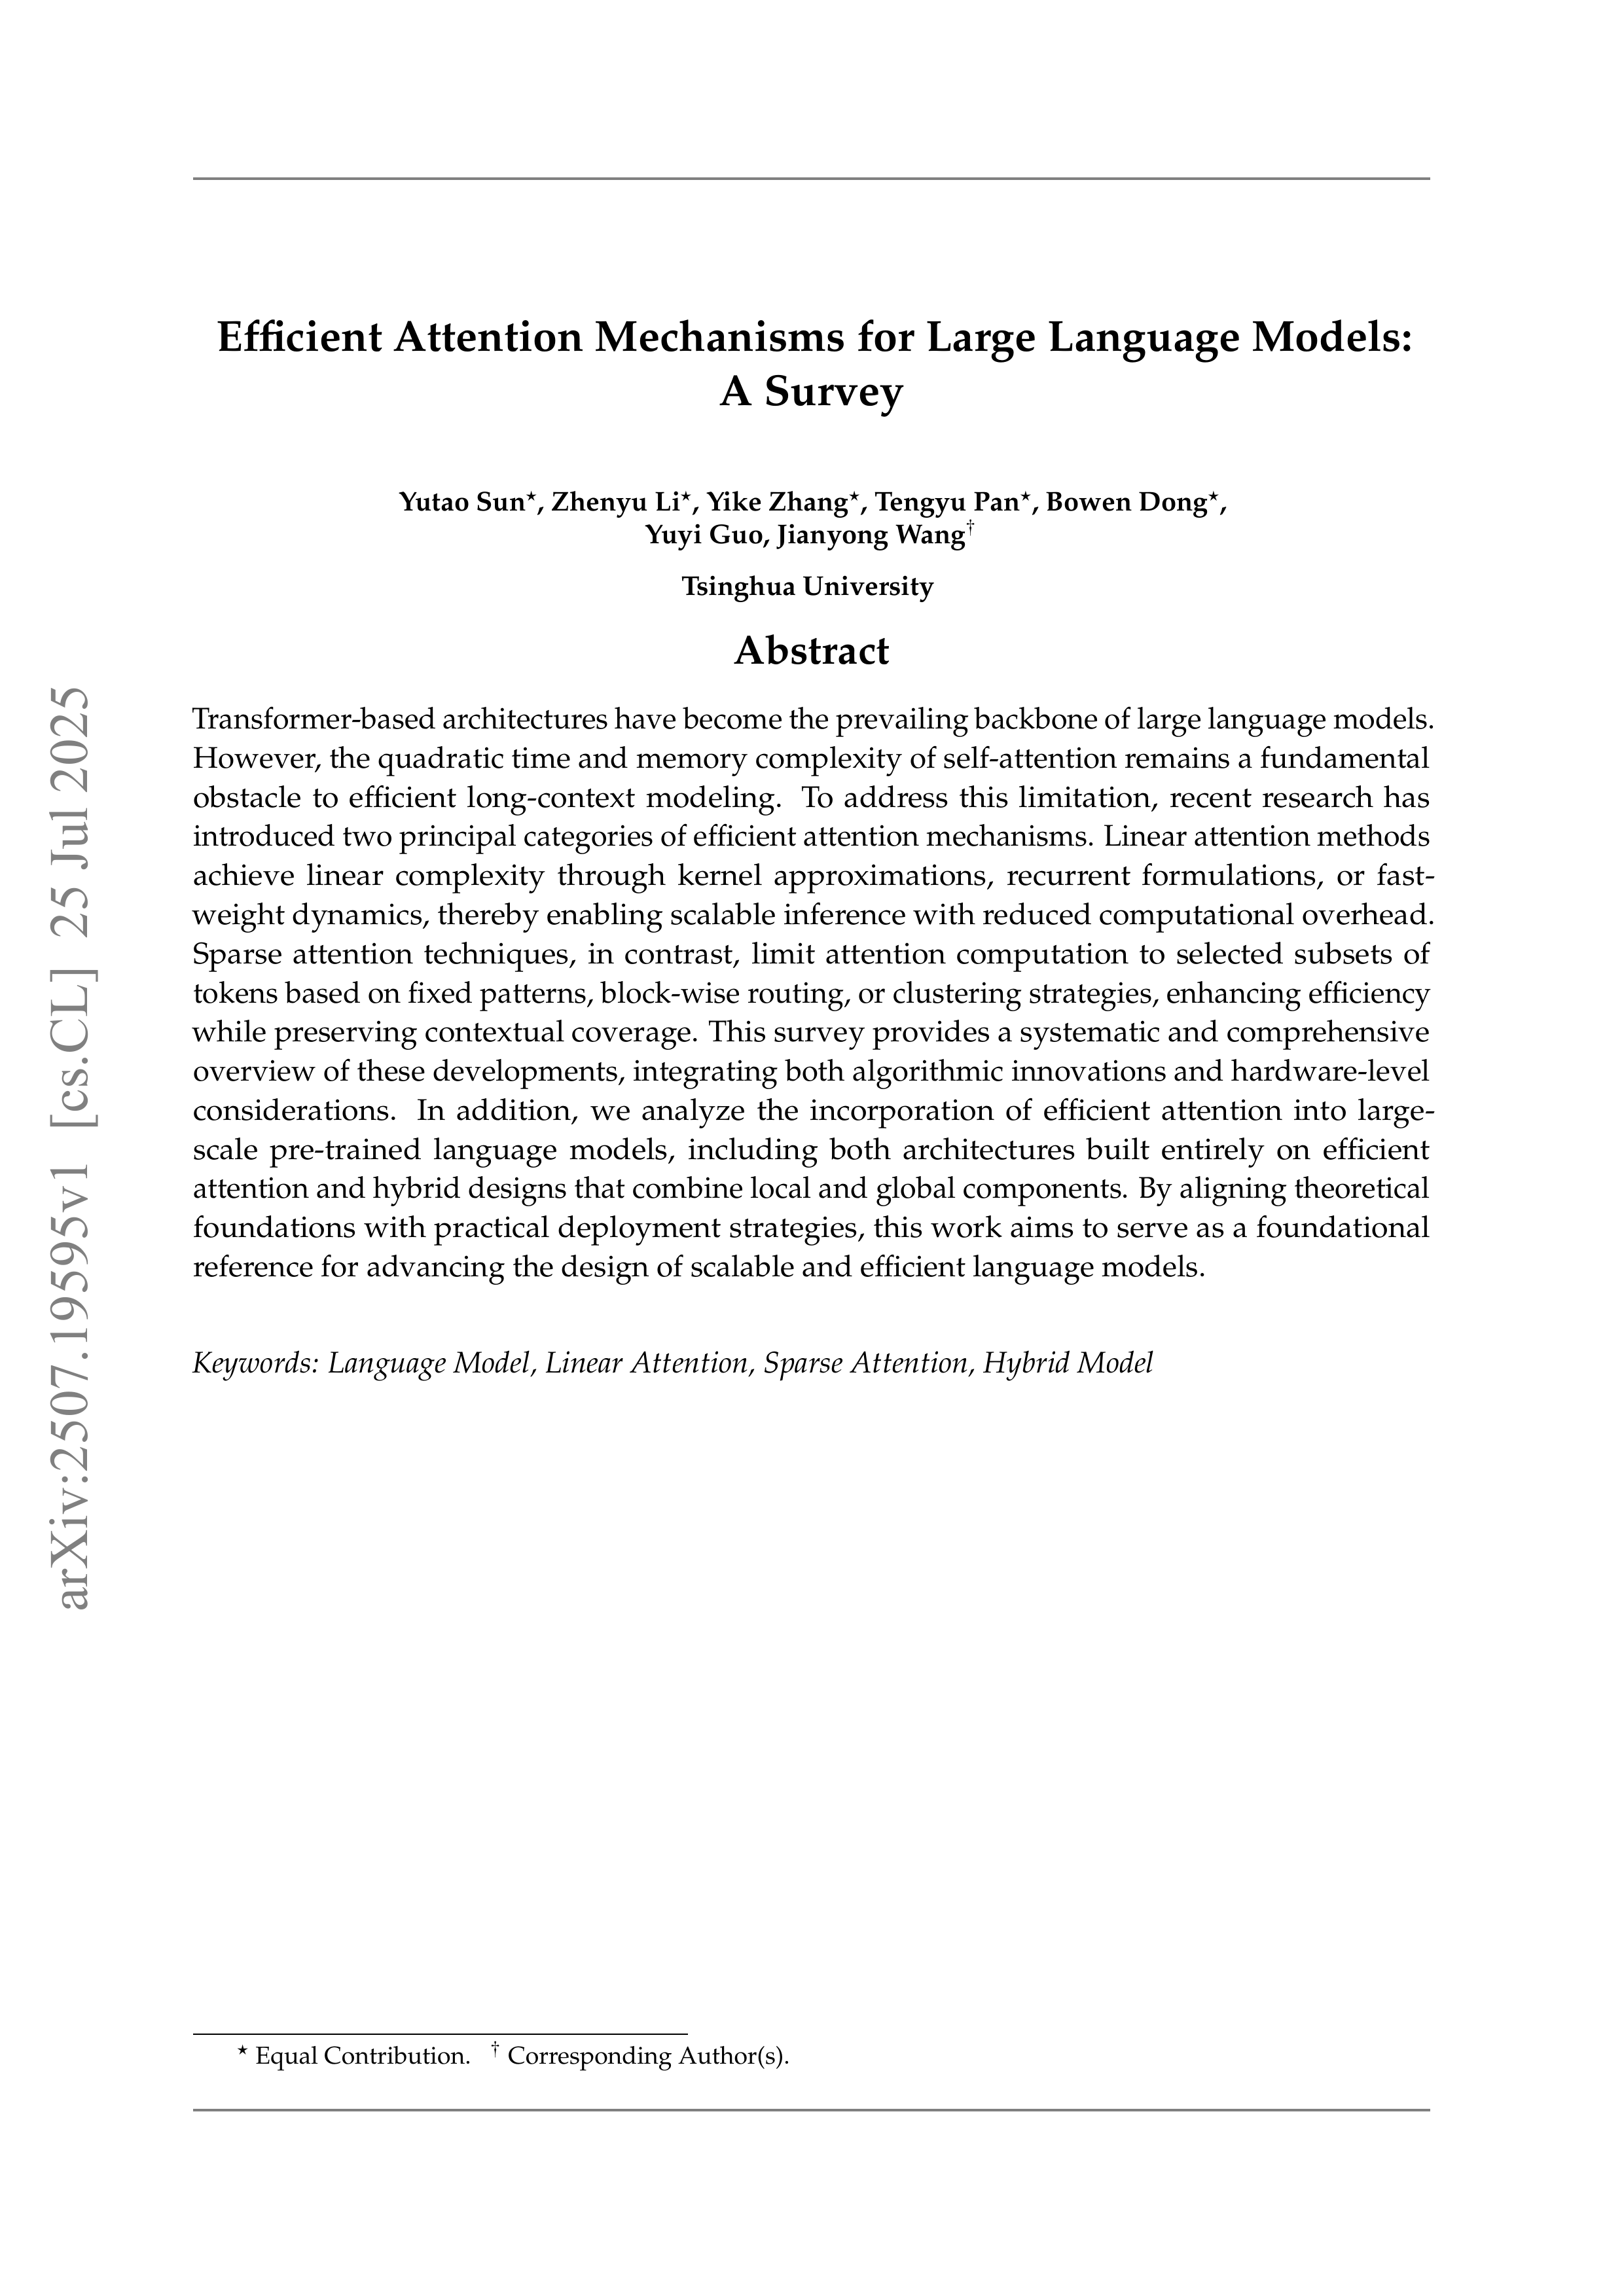 Efficient Attention Mechanisms for Large Language Models:
A Survey
Yutao Sun⋆, Zhenyu Li⋆, Yike Zhang⋆, Tengyu Pan⋆, Bowen Dong⋆,
Yuyi Guo, Jianyong Wang†
Tsinghua University
Abstract
Transformer-based architectures have become the prevailing backbone of large language models.
However, the quadratic time and memory complexity of self-attention remains a fundamental
obstacle to efficient long-context modeling. To address this limitation, recent research has
introduced two principal categories of efficient attention mechanisms. Linear attention methods
achieve linear complexity through kernel approximations, recurrent formulations, or fast-
weight dynamics, thereby enabling scalable inference with reduced computational overhead.
Sparse attention techniques, in contrast, limit attention computation to selected subsets of
tokens based on fixed patterns, block-wise routing, or clustering strategies, enhancing efficiency
while preserving contextual coverage. This survey provides a systematic and comprehensive
overview of these developments, integrating both algorithmic innovations and hardware-level
considerations. In addition, we analyze the incorporation of efficient attention into large-
scale pre-trained language models, including both architectures built entirely on efficient
attention and hybrid designs that combine local and global components. By aligning theoretical
foundations with practical deployment strategies, this work aims to serve as a foundational
reference for advancing the design of scalable and efficient language models.
Keywords: Language Model, Linear Attention, Sparse Attention, Hybrid Model
⋆ Equal Contribution. † Corresponding Author(s).
arXiv:2507.19595v1 [cs.CL] 25 Jul 2025